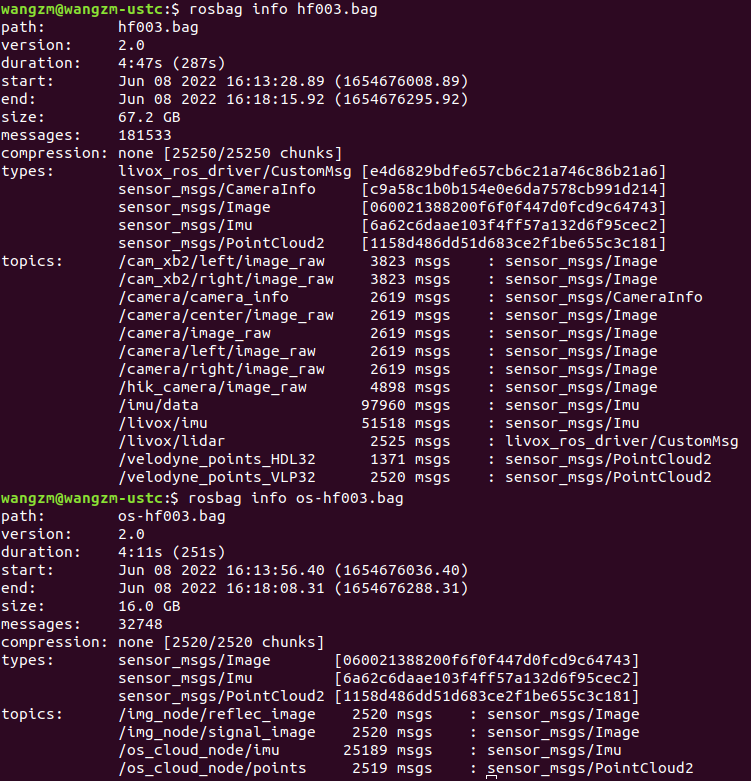 wangzm@wangzm-ustc:$ rosbag info hf003.bag
path:        hf003.bag
version:     2.0
duration:    4:47s (287s)
start:       Jun 08 2022 16:13:28.89 (1654676008.89)
end:         Jun 08 2022 16:18:15.92 (1654676295.92)
size:        67.2 GB
messages:    181533
compression: none [25250/25250 chunks]
types:       livox_ros_driver/CustomMsg [e4d6829bdfe657cb6c21a746c86b21a6]
             sensor_msgs/CameraInfo     [c9a58c1b0b154e0e6da7578cb991d214]
             sensor_msgs/Image          [060021388200f6f0f447d0fcd9c64743]
             sensor_msgs/Imu            [6a62c6daae103f4ff57a132d6f95cec2]
             sensor_msgs/PointCloud2    [1158d486dd51d683ce2f1be655c3c181]
topics:      /cam_xb2/left/image_raw     3823 msgs    : sensor_msgs/Image
             /cam_xb2/right/image_raw    3823 msgs    : sensor_msgs/Image
             /camera/camera_info         2619 msgs    : sensor_msgs/CameraInfo
             /camera/center/image_raw    2619 msgs    : sensor_msgs/Image
             /camera/image_raw           2619 msgs    : sensor_msgs/Image
             /camera/left/image_raw      2619 msgs    : sensor_msgs/Image
             /camera/right/image_raw     2619 msgs    : sensor_msgs/Image
             /hik_camera/image_raw       4898 msgs    : sensor_msgs/Image
             /imu/data                  97960 msgs    : sensor_msgs/Imu
             /livox/imu                 51518 msgs    : sensor_msgs/Imu
             /livox/lidar                2525 msgs    : livox_ros_driver/CustomMsg
             /velodyne_points_HDL32      1371 msgs    : sensor_msgs/PointCloud2
             /velodyne_points_VLP32      2520 msgs    : sensor_msgs/PointCloud2
wangzm@wangzm-ustc:$ rosbag info os-hf003.bag
path:        os-hf003.bag
version:     2.0
duration:    4:11s (251s)
start:       Jun 08 2022 16:13:56.40 (1654676036.40)
end:         Jun 08 2022 16:18:08.31 (1654676288.31)
size:        16.0 GB
messages:    32748
compression: none [2520/2520 chunks]
types:       sensor_msgs/Image       [060021388200f6f0f447d0fcd9c64743]
             sensor_msgs/Imu         [6a62c6daae103f4ff57a132d6f95cec2]
             sensor_msgs/PointCloud2 [1158d486dd51d683ce2f1be655c3c181]
topics:      /img_node/reflec_image    2520 msgs    : sensor_msgs/Image
             /img_node/signal_image    2520 msgs    : sensor_msgs/Image
             /os_cloud_node/imu       25189 msgs    : sensor_msgs/Imu
             /os_cloud_node/points     2519 msgs    : sensor_msgs/PointCloud2